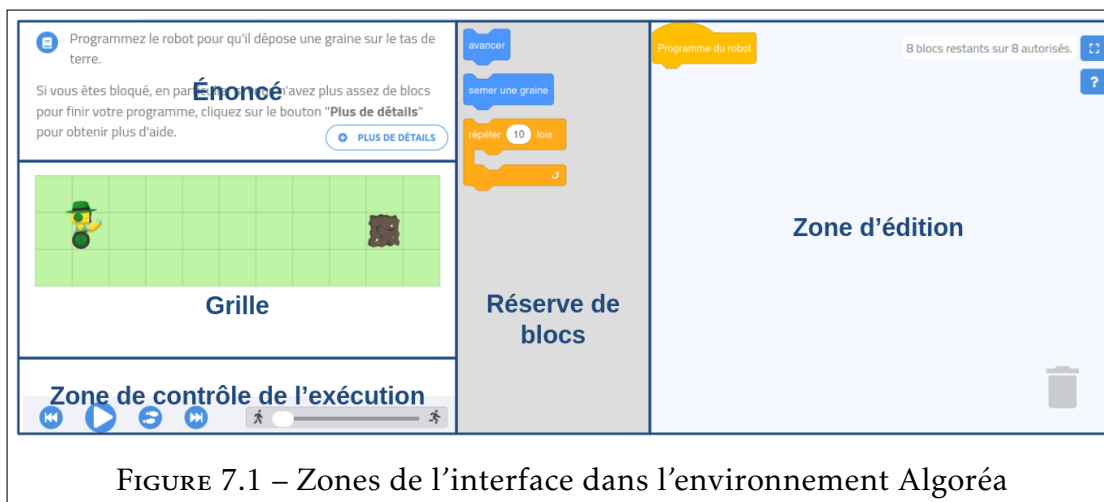 Programmez le robot pour qu'il dépose une graine sur le tas de
terre.
Si vous êtes bloqué, en particulier si vous n'avez plus assez de blocs
pour finir votre programme, cliquez sur le bouton "Plus de détails"
pour obtenir plus d'aide.
Énoncé
PLUS DE DÉTAILS
Grille
Zone de contrôle de l'exécution
avancer
semer une graine
répéter 10 fois
Réserve de
blocs
Programme du robot
8 blocs restants sur 8 autorisés.
?
Zone d'édition
FIGURE 7.1 – Zones de l'interface dans l'environnement Algoréa